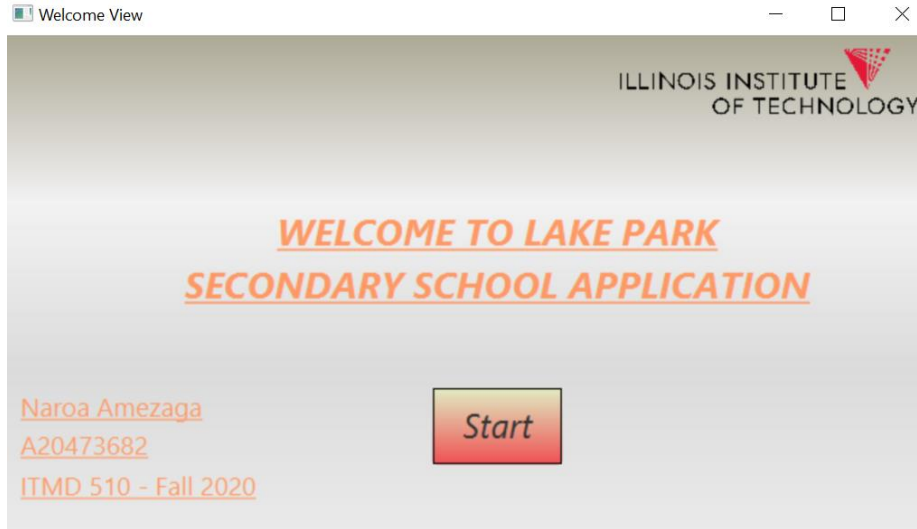 Welcome View
ILLINOIS INSTITUTE
OF TECHNOLOGY
WELCOME TO LAKE PARK
SECONDARY SCHOOL APPLICATION
Naroa Amezaga
A20473682
ITMD 510 - Fall 2020
Start